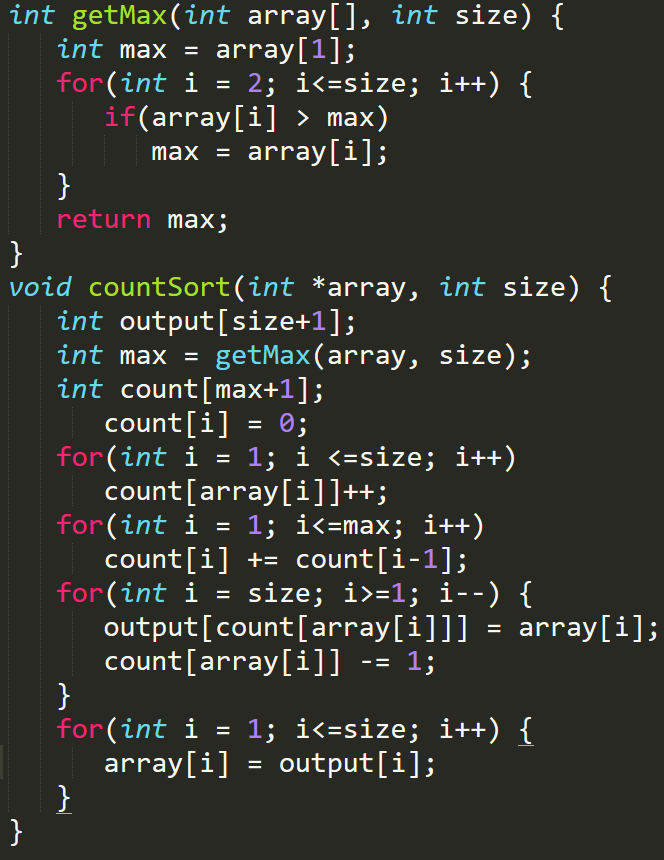 int getMax(int array[], int size) {
   int max = array[1];
   for(int i = 2; i<=size; i++) {
      if(array[i] > max)
         max = array[i];
   }
   return max;
}
void countSort(int *array, int size) {
   int output[size+1];
   int max = getMax(array, size);
   int count[max+1];
      count[i] = 0;
   for(int i = 1; i <=size; i++)
      count[array[i]]++;
   for(int i = 1; i<=max; i++)
      count[i] += count[i-1];
   for(int i = size; i>=1; i--) {
      output[count[array[i]]] = array[i];
      count[array[i]] -= 1;
   }
   for(int i = 1; i<=size; i++) {
      array[i] = output[i];
   }
}